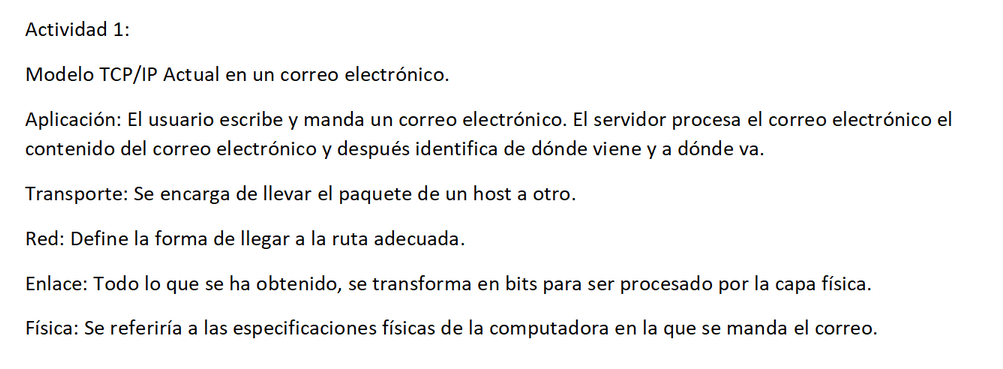 Actividad 1:
Modelo TCP/IP Actual en un correo electrónico.
Aplicación: El usuario escribe y manda un correo electrónico. El servidor procesa el correo electrónico el
contenido del correo electrónico y después identifica de dónde viene y a dónde va.
Transporte: Se encarga de llevar el paquete de un host a otro.
Red: Define la forma de llegar a la ruta adecuada.
Enlace: Todo lo que se ha obtenido, se transforma en bits para ser procesado por la capa física.
Física: Se referiría a las especificaciones físicas de la computadora en la que se manda el correo.